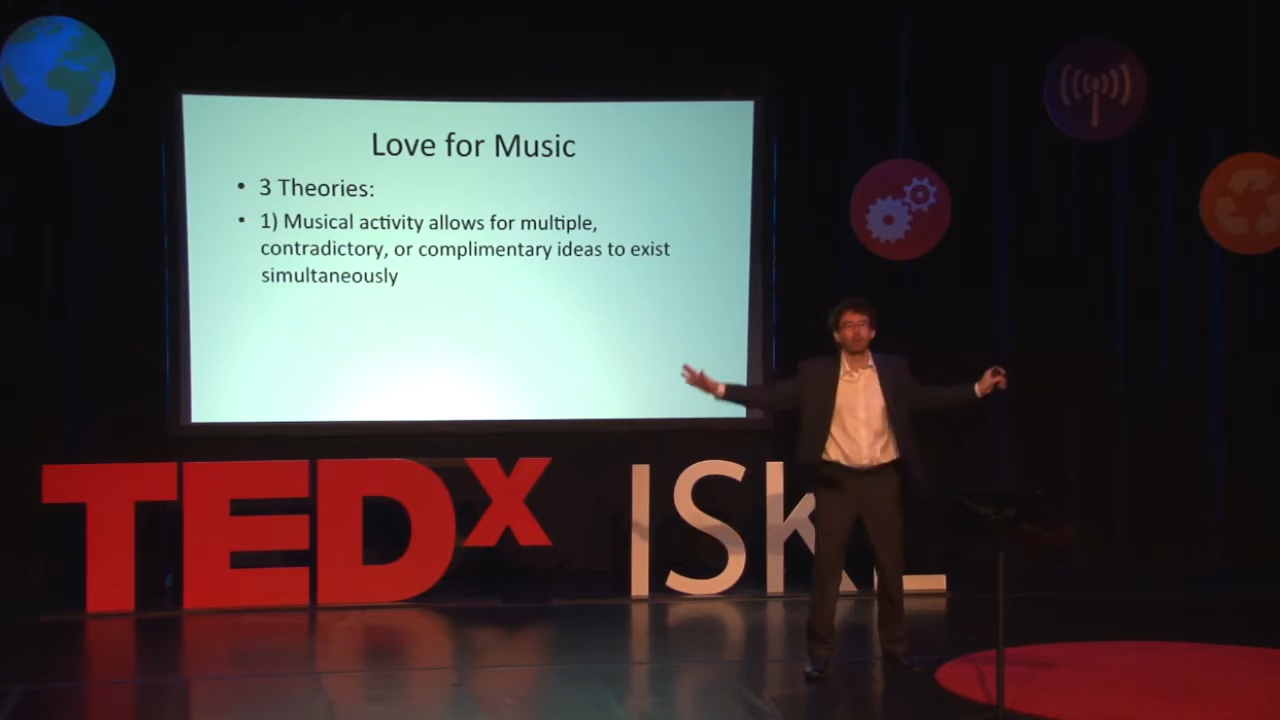 Love for Music
• 3 Theories:
• 1) Musical activity allows for multiple,
contradictory, or complimentary ideas to exist
simultaneously
TEDx ISKL